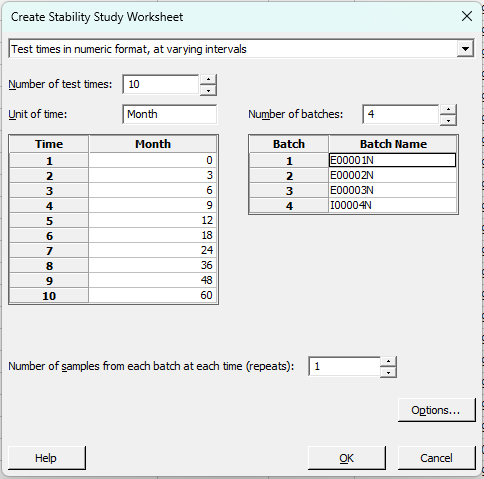 Create Stability Study Worksheet
Test times in numeric format, at varying intervals
Number of test times: 10
Unit of time: Month
Number of batches: 4
Time Month
1 0
2 3
3 6
4 9
5 12
6 18
7 24
8 36
9 48
10 60
Batch Batch Name
1 E00001N
2 E00002N
3 E00003N
4 I00004N
Number of samples from each batch at each time (repeats): 1
Options...
Help
OK
Cancel